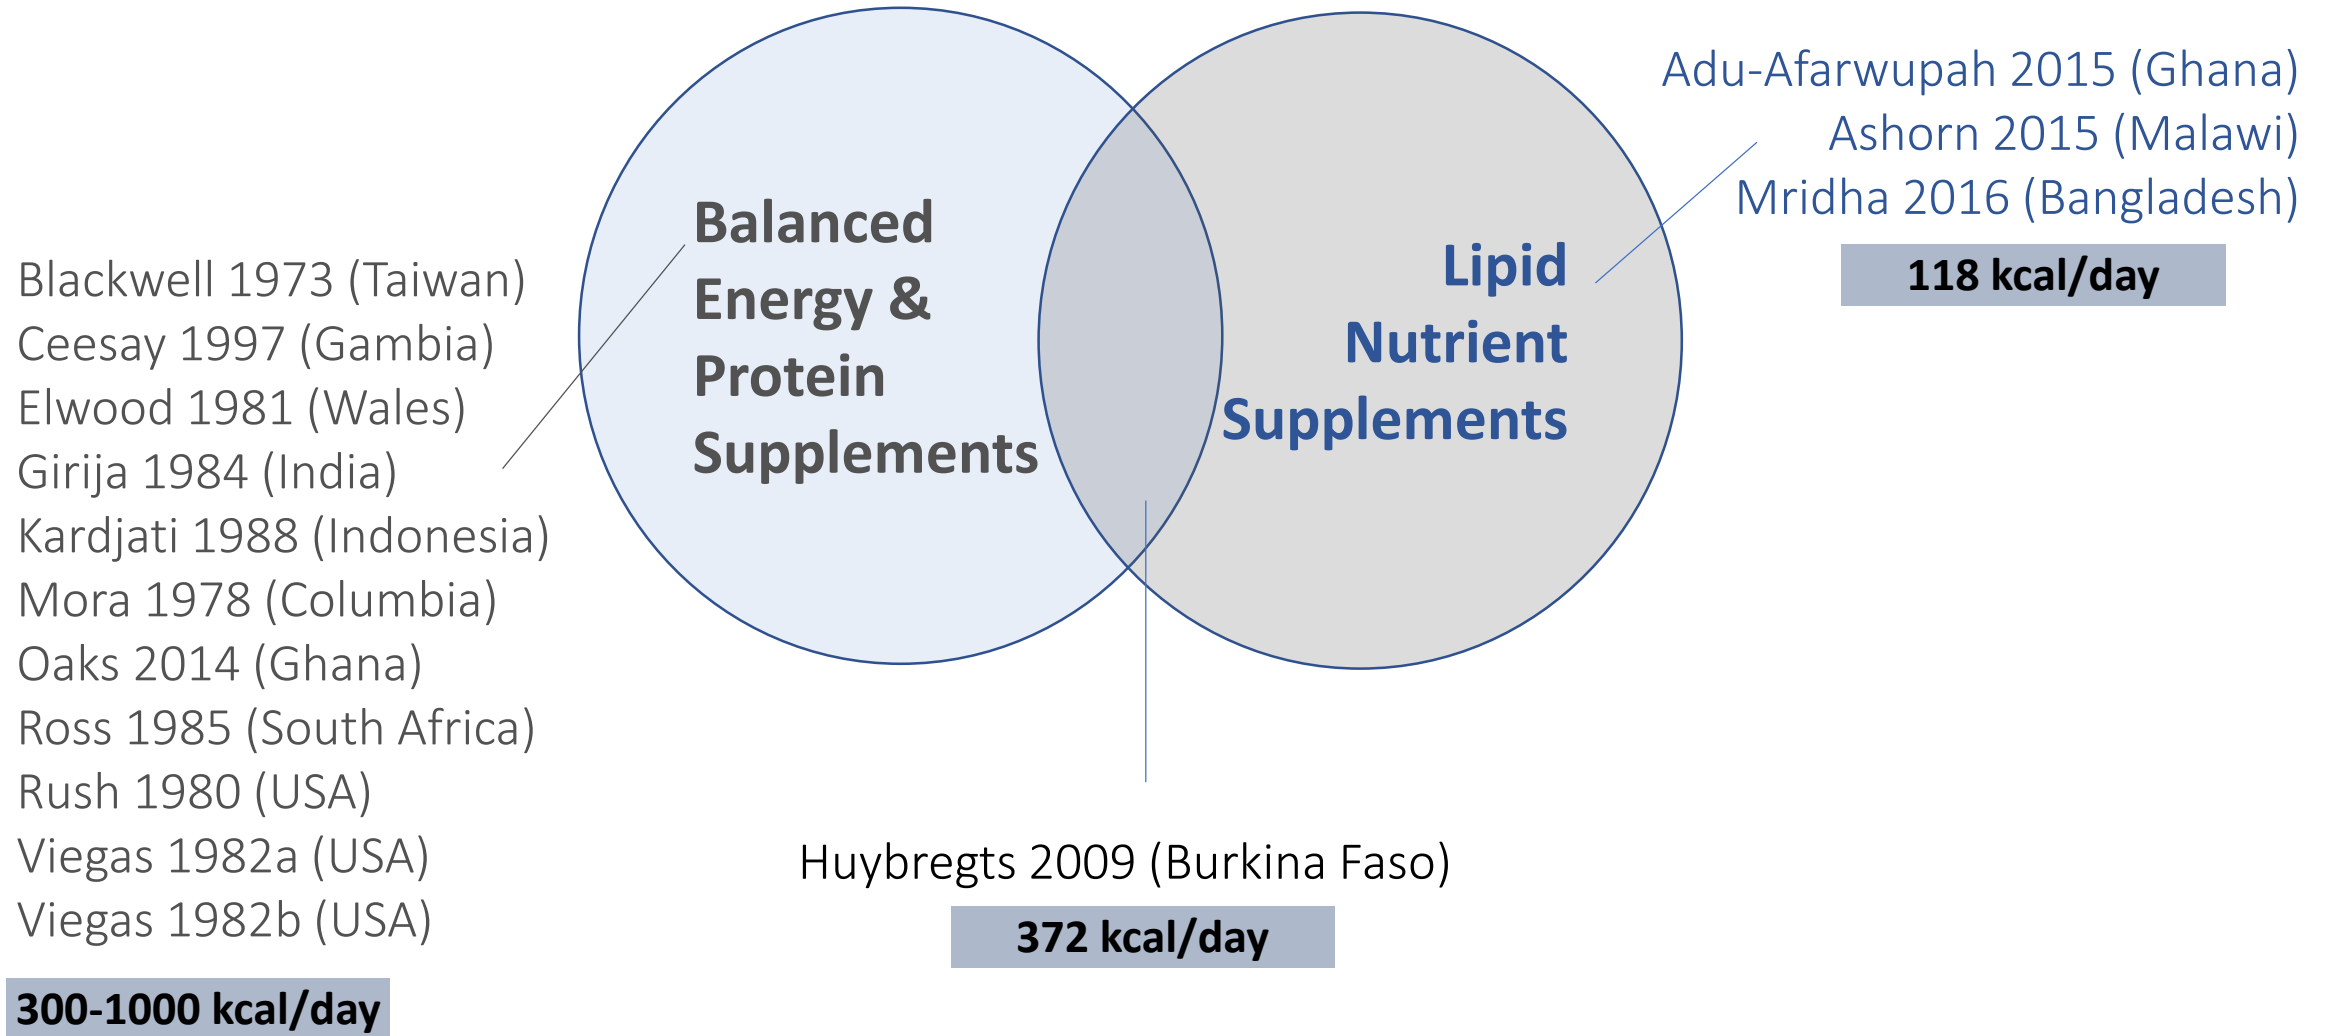 Balanced
Energy &
Protein
Supplements
Lipid
Nutrient
Supplements
Adu-Afarwupah 2015 (Ghana)
Ashorn 2015 (Malawi)
Mridha 2016 (Bangladesh)
118 kcal/day
Blackwell 1973 (Taiwan)
Ceesay 1997 (Gambia)
Elwood 1981 (Wales)
Girija 1984 (India)
Kardjati 1988 (Indonesia)
Mora 1978 (Columbia)
Oaks 2014 (Ghana)
Ross 1985 (South Africa)
Rush 1980 (USA)
Viegas 1982a (USA)
Viegas 1982b (USA)
300-1000 kcal/day
Huybregts 2009 (Burkina Faso)
372 kcal/day